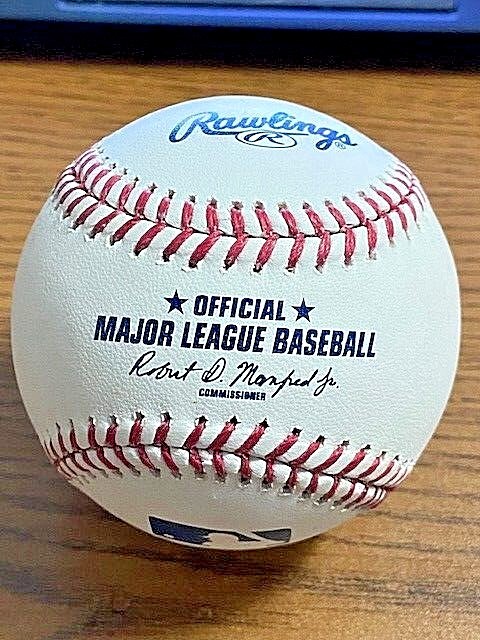 Rawlings®
R
★ OFFICIAL ★
MAJOR LEAGUE BASEBALL
Robert D. Manfred Jr.
COMMISSIONER